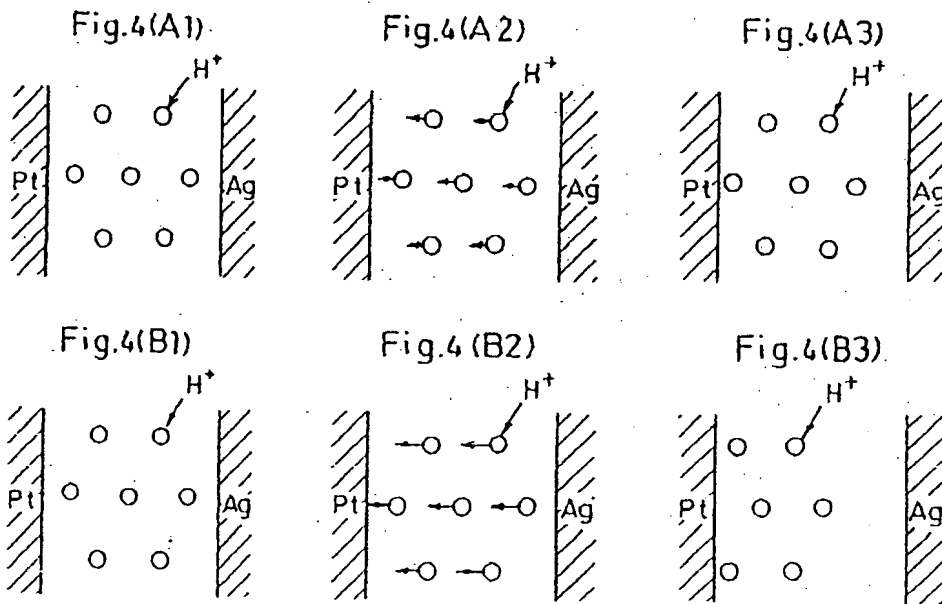 Fig.4(A1)
Fig.4(A2)
Fig.4(A3)
H+
H+
H+
Pt
Ag
Pt
Ag
Pt
Ag
Fig.4(B1)
Fig.4(B2)
Fig.4(B3)
H+
H+
H+
Pt
Ag
Pt
Ag
Pt
Ag